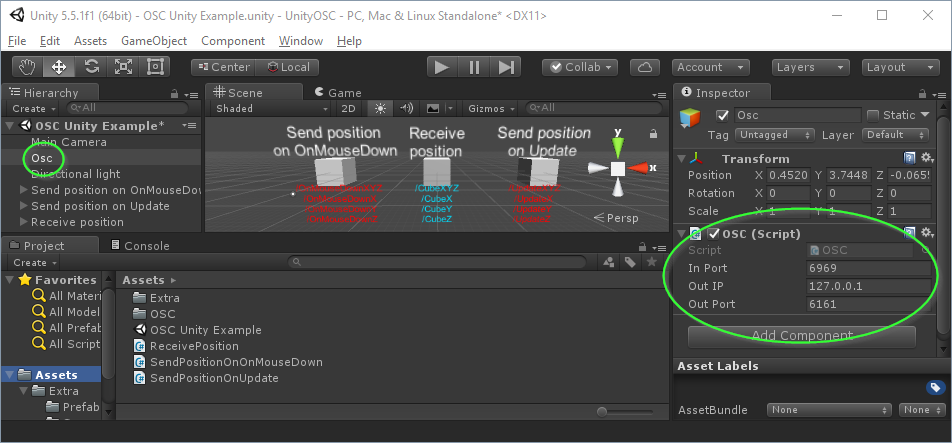 Unity 5.5.1f1 (64bit) - OSC Unity Example.unity - UnityOSC - PC, Mac & Linux Standalone* <DX11>
File Edit Assets GameObject Component Window Help
Center Local Collab Account Layers Layout
Hierarchy
Create All
OSC Unity Example*
Main Camera
Osc
Directional light
Send position on OnMouseDow
Send position on Update
Receive position
Scene Game
Shaded 2D Gizmos All
Send position
on OnMouseDown
Receive
position
Send position
on Update
/CubeXYZ
/CubeX
/CubeY
/CubeZ
y
x
Persp
Inspector
Osc Static
Tag Untagged Layer Default
Transform
Position X 0.4520 Y 3.7448 Z -0.065
Rotation X 0 Y 0 Z 0
Scale X 1 Y 1 Z 1
OSC (Script)
Script OSC
In Port 6969
Out IP 127.0.0.1
Out Port 6161
Add Component
Asset Labels
AssetBundle None None
Project Console
Create
Favorites
All Materi
All Model
All Prefab
All Script
Assets
Extra
Prefab
Assets
Extra
OSC
OSC Unity Example
ReceivePosition
SendPositionOnOnMouseDown
SendPositionOnUpdate